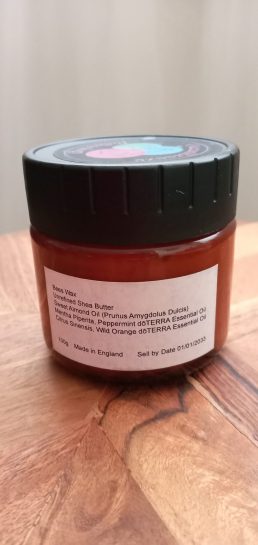 Bees Wax
Unrefined Shea Butter
Sweet Almond Oil (Prunus Amygdolus Dulcis)
Mentha Piperita, Peppermint dōTERRA Essential Oil
Citrus Sinensis, Wild Orange dōTERRA Essential Oil
100g Made in England Sell by Date 01/01/2033